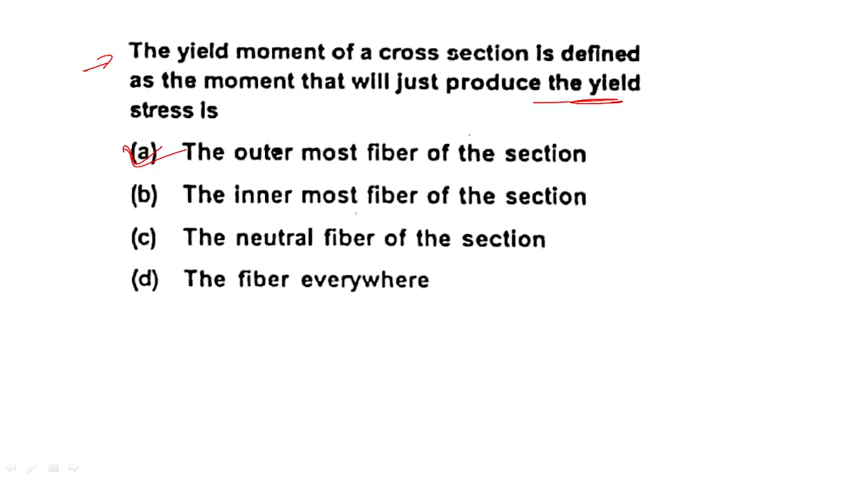 The yield moment of a cross section is defined
as the moment that will just produce the yield
stress is
(a) The outer most fiber of the section
(b) The inner most fiber of the section
(c) The neutral fiber of the section
(d) The fiber everywhere